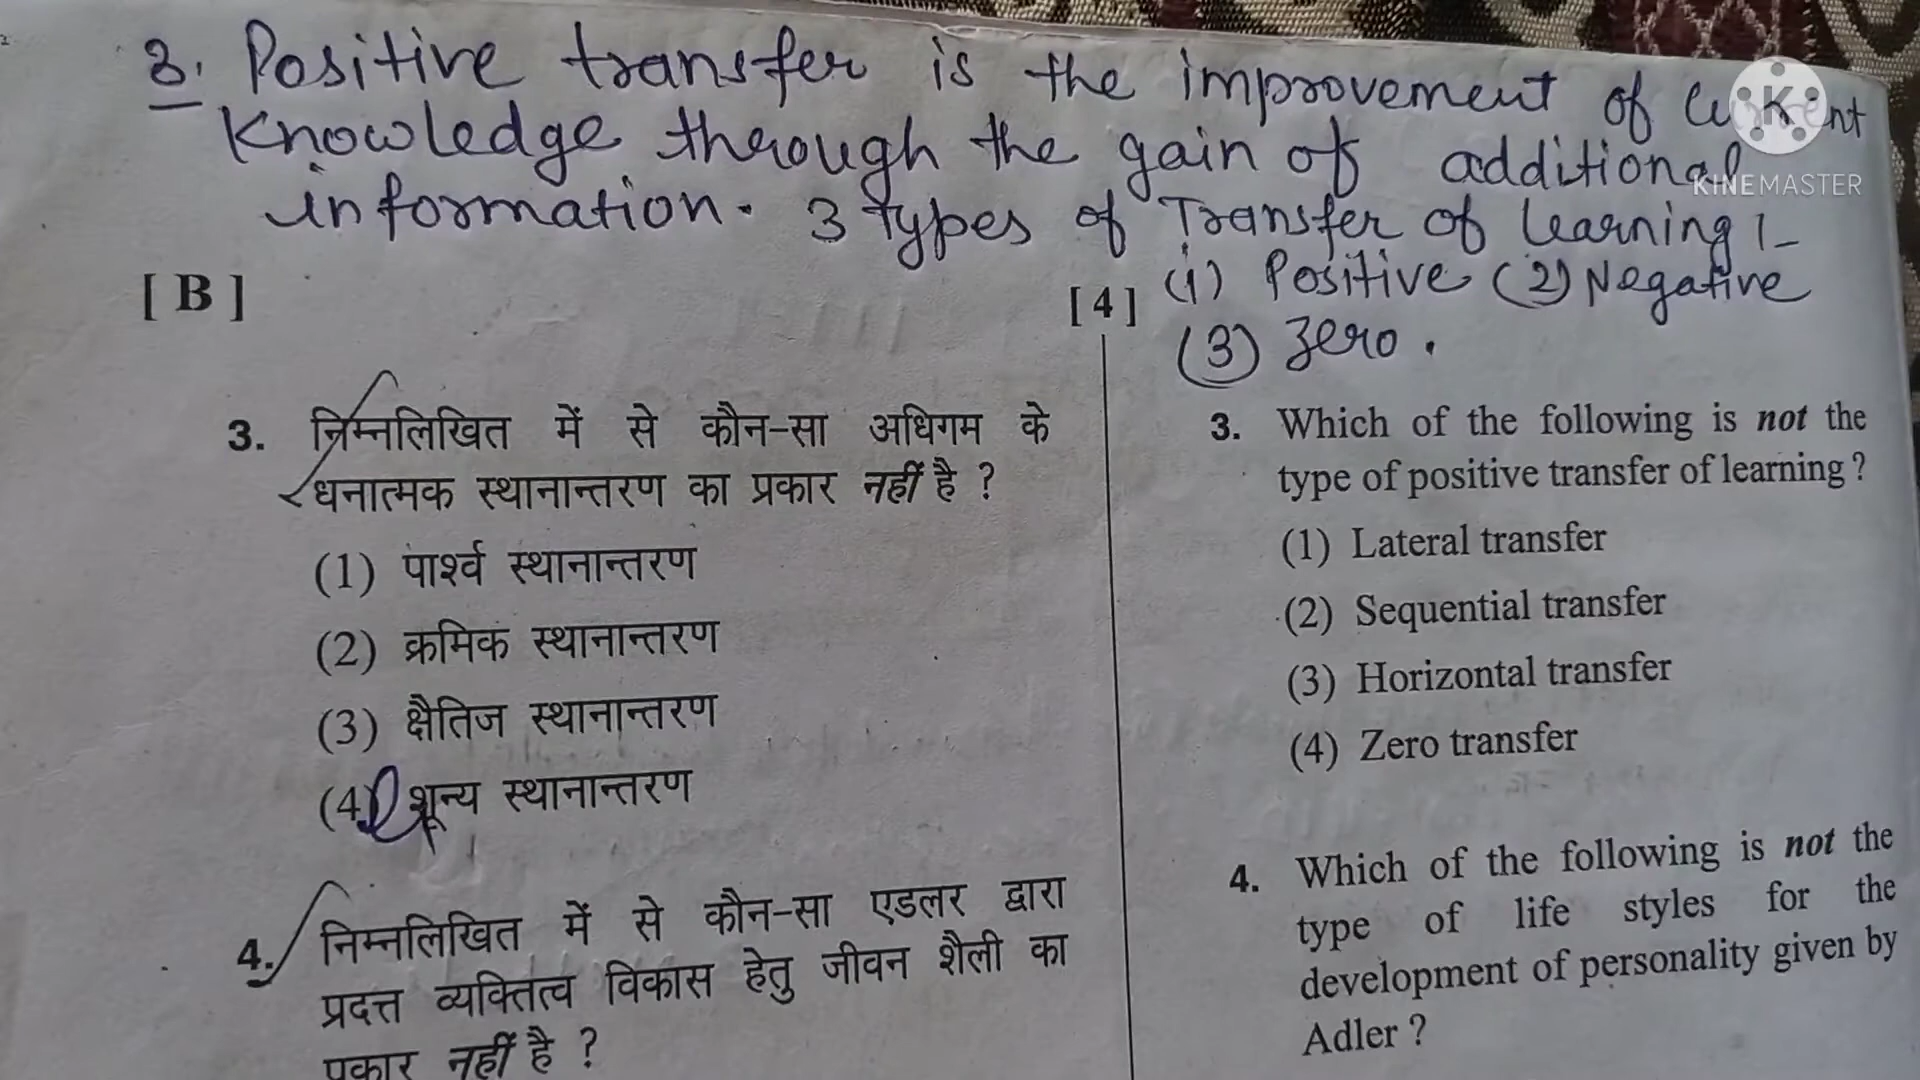 3. Positive transfer is the improvement of
Knowledge through the gain of additional
KINEMASTER
information. 3 types of Transfer of learning :-
[ B ]
[ 4 ]
(1) Positive (2) Negative
(3) Zero.
3. निम्नलिखित में से कौन-सा अधिगम के
धनात्मक स्थानान्तरण का प्रकार नहीं है ?
(1) पार्श्व स्थानान्तरण
(2) क्रमिक स्थानान्तरण
(3) क्षैतिज स्थानान्तरण
(4) शून्य स्थानान्तरण
4. निम्नलिखित में से कौन-सा एडलर द्वारा
प्रदत्त व्यक्तित्व विकास हेतु जीवन शैली का
प्रकार नहीं है ?
3. Which of the following is not the
type of positive transfer of learning ?
(1) Lateral transfer
(2) Sequential transfer
(3) Horizontal transfer
(4) Zero transfer
4. Which of the following is not the
type of life styles for the
development of personality given by
Adler ?